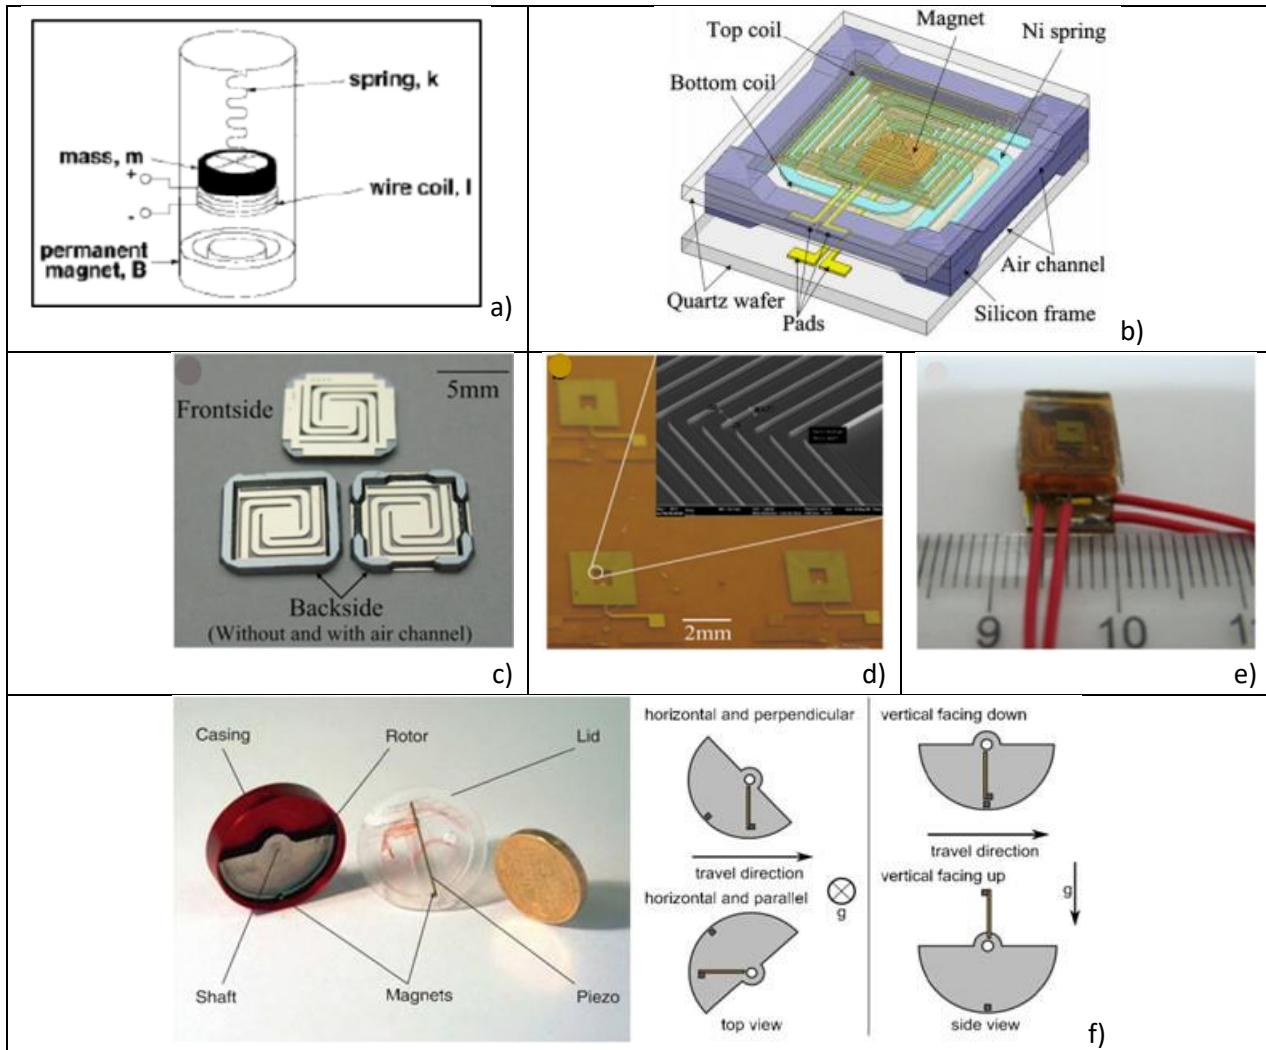 spring, k
mass, m
+
-
wire coil, l
permanent
magnet, B
a)
Top coil
Magnet
Ni spring
Bottom coil
Air channel
Quartz wafer
Pads
Silicon frame
b)
Frontside
5mm
Backside
(Without and with air channel)
c)
2mm
d)
9
10
e)
Casing
Rotor
Lid
Shaft
Magnets
Piezo
horizontal and perpendicular
travel direction
horizontal and parallel
g
top view
vertical facing down
travel direction
vertical facing up
g
side view
f)